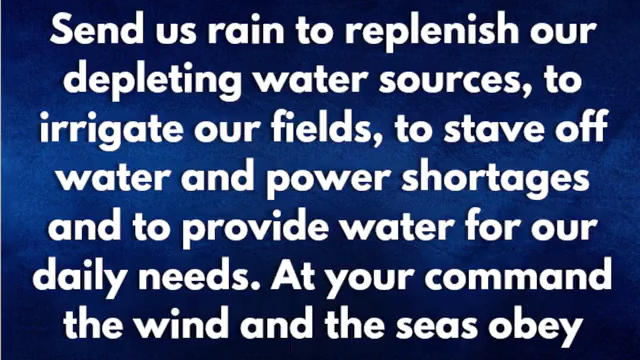 Send us rain to replenish our
depleting water sources, to
irrigate our fields, to stave off
water and power shortages
and to provide water for our
daily needs. At your command
the wind and the seas obey